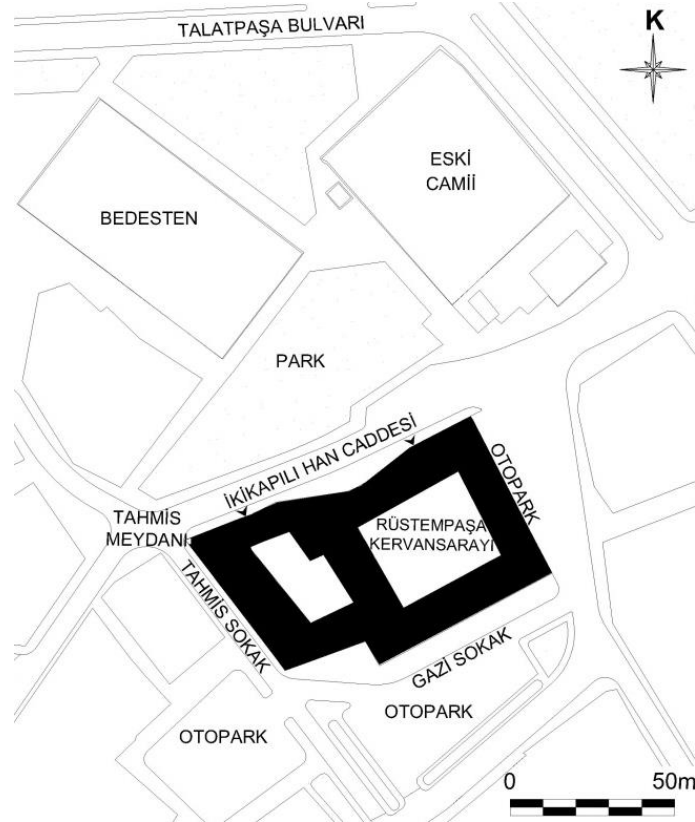 TALATPAŞA BULVARI
K
ESKİ
CAMİİ
BEDESTEN
PARK
İKİKAPILI HAN CADDESİ
OTOPARK
TAHMİS
MEYDANI
RÜSTEMPAŞA
KERVANSARAYI
TAHMİS SOKAK
GAZİ SOKAK
OTOPARK
OTOPARK
0 50m